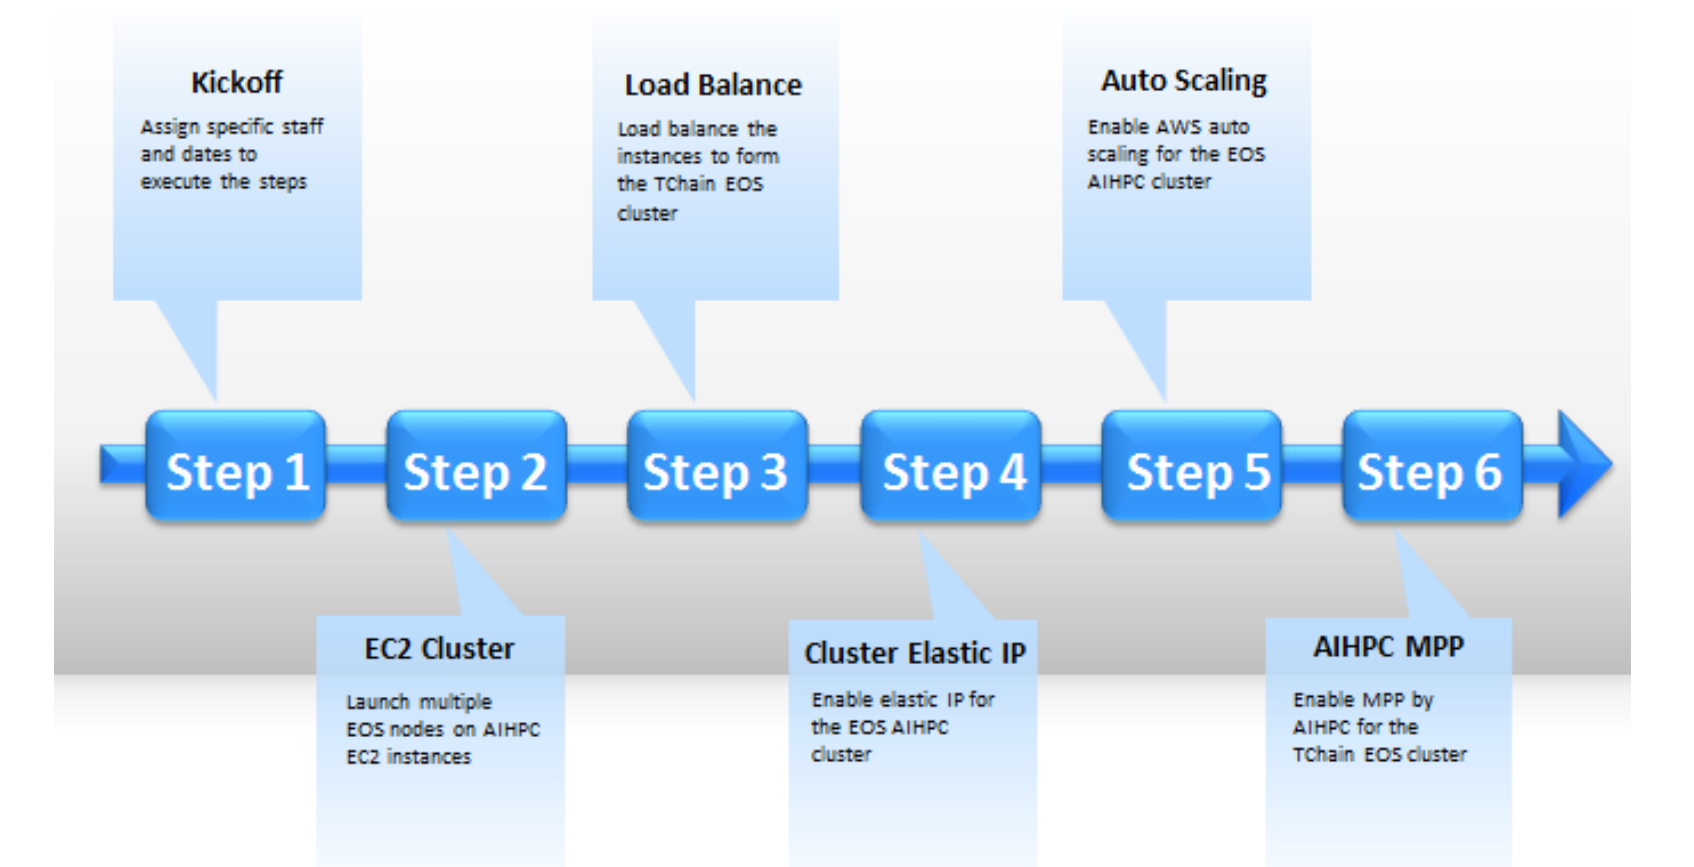 Kickoff
Assign specific staff
and dates to
execute the steps
Load Balance
Load balance the
instances to form
the TChain EOS
cluster
Auto Scaling
Enable AWS auto
scaling for the EOS
AIHPC cluster
Step 1
Step 2
Step 3
Step 4
Step 5
Step 6
EC2 Cluster
Launch multiple
EOS nodes on AIHPC
EC2 instances
Cluster Elastic IP
Enable elastic IP for
the EOS AIHPC
cluster
AIHPC MPP
Enable MPP by
AIHPC for the
TChain EOS cluster